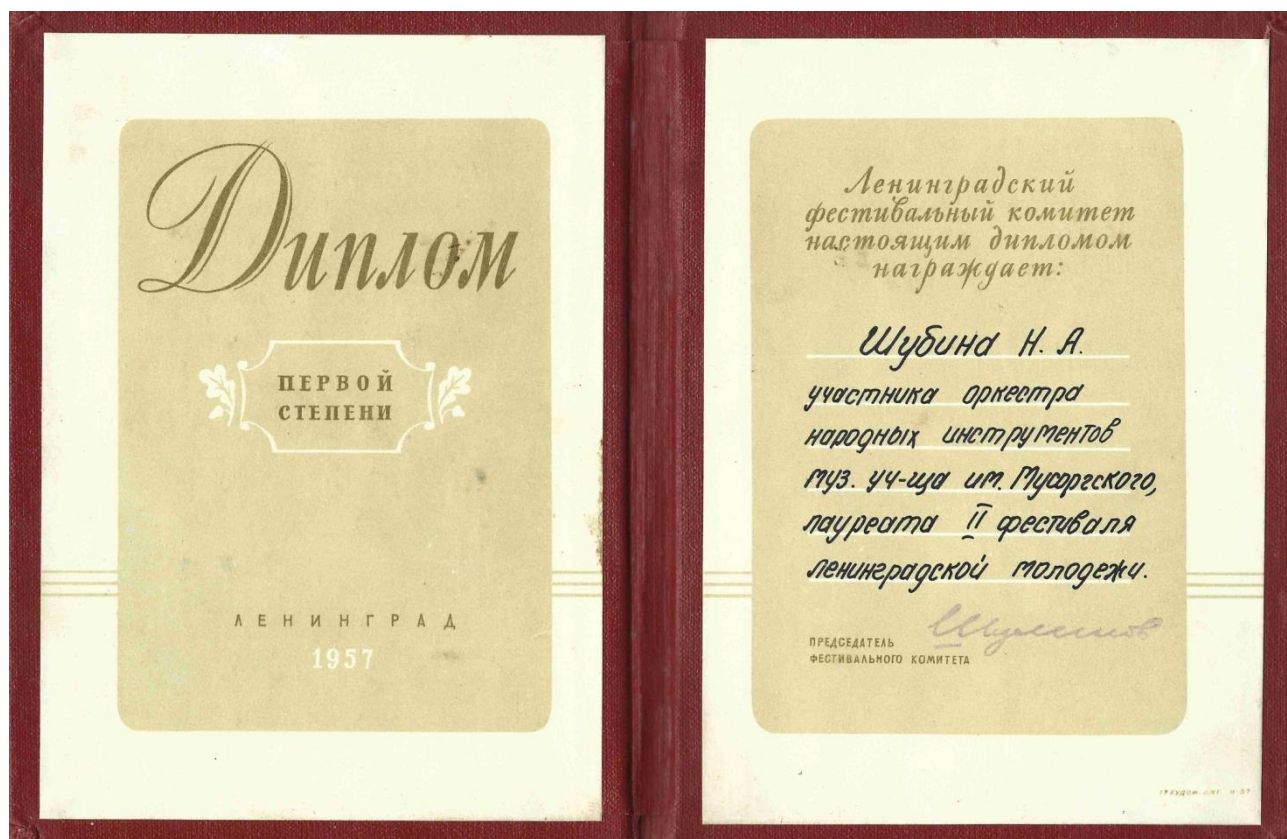 Диплом
ПЕРВОЙ
СТЕПЕНИ
ЛЕНИНГРАД
1957
Ленинградский
фестивальный комитет
настоящим дипломом
награждает:
Шубина Н. А.
участника оркестра
народных инструментов
муз. уч-ща им. Мусоргского,
лауреата II фестиваля
ленинградской молодежи.
ПРЕДСЕДАТЕЛЬ
ФЕСТИВАЛЬНОГО КОМИТЕТА